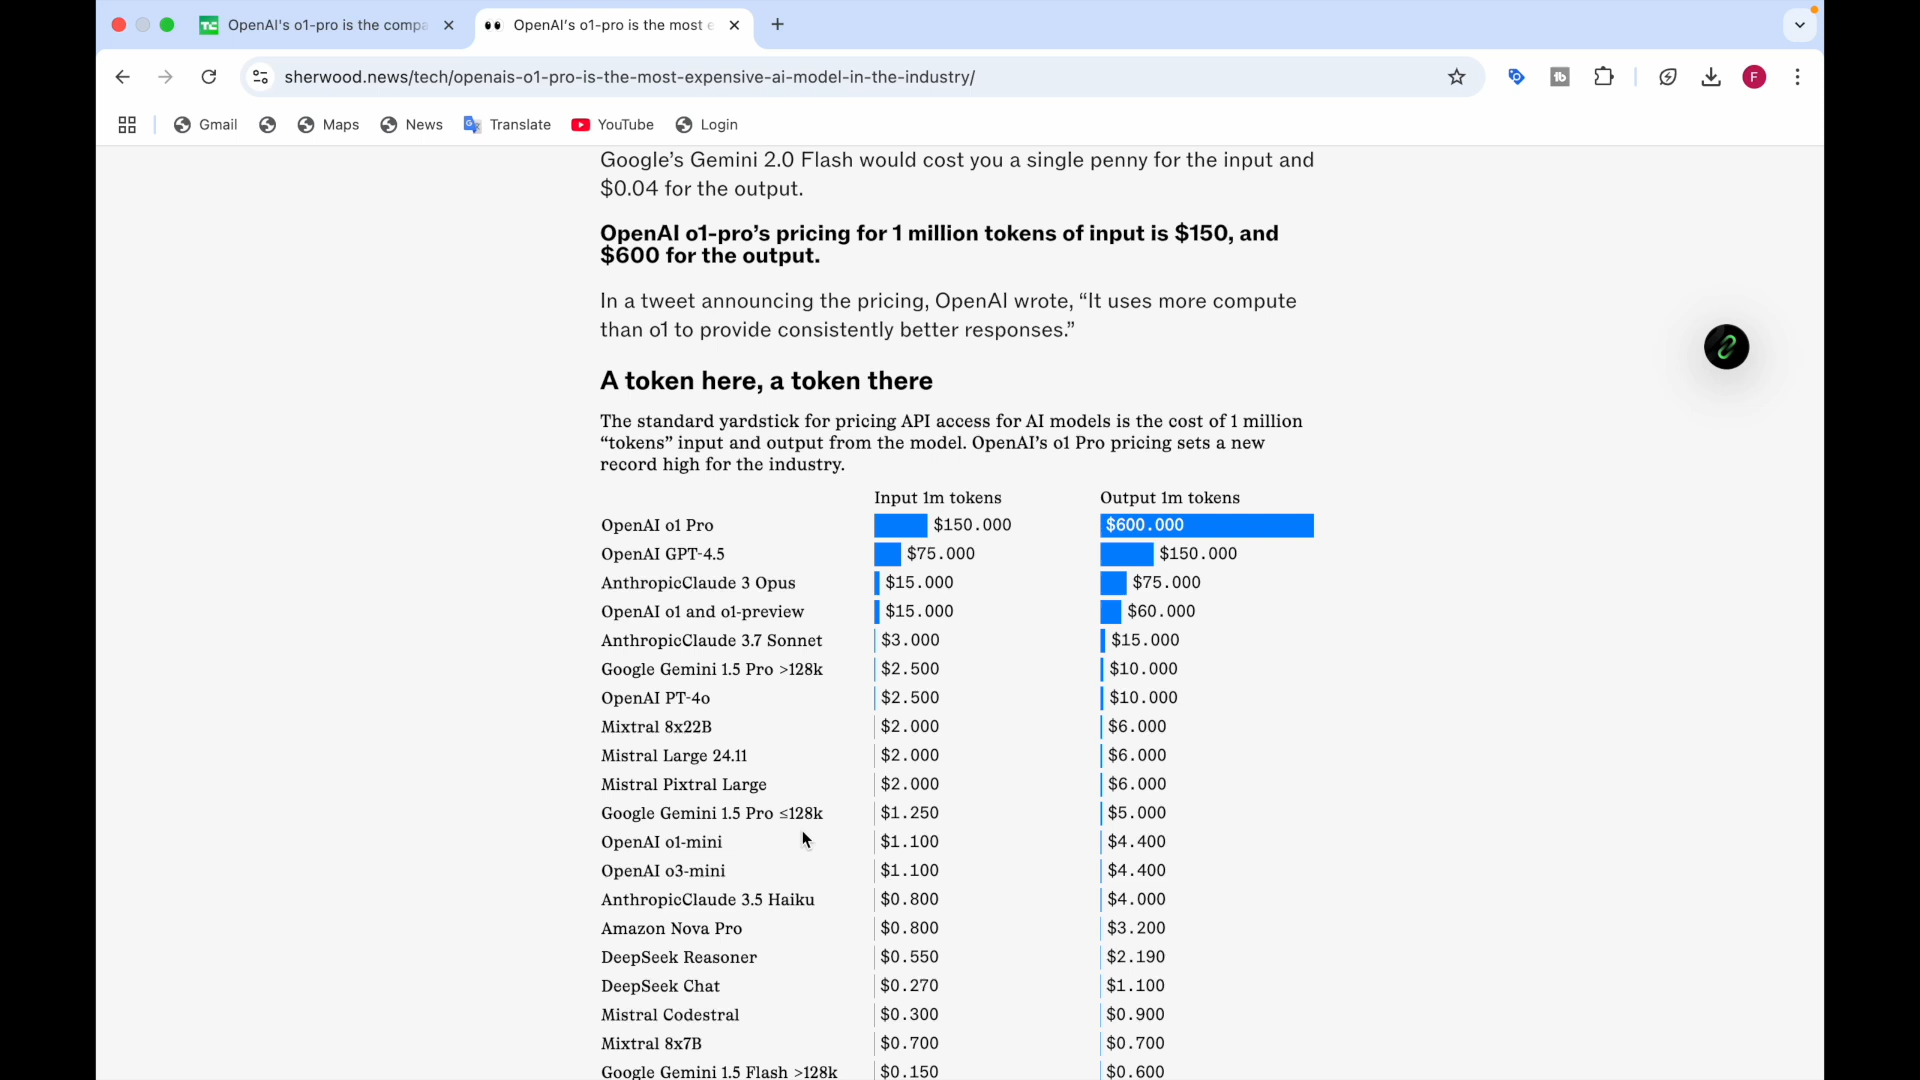 OpenAI's o1-pro is the compa
OpenAI's o1-pro is the most e
sherwood.news/tech/openais-o1-pro-is-the-most-expensive-ai-model-in-the-industry/
F
Gmail
Maps
News
Translate
YouTube
Login
Google's Gemini 2.0 Flash would cost you a single penny for the input and
$0.04 for the output.
OpenAI o1-pro's pricing for 1 million tokens of input is $150, and
$600 for the output.
In a tweet announcing the pricing, OpenAI wrote, “It uses more compute
than o1 to provide consistently better responses.”
A token here, a token there
The standard yardstick for pricing API access for AI models is the cost of 1 million
“tokens” input and output from the model. OpenAI's o1 Pro pricing sets a new
record high for the industry.
Input 1m tokens Output 1m tokens
OpenAI o1 Pro $150.000 $600.000
OpenAI GPT-4.5 $75.000 $150.000
AnthropicClaude 3 Opus $15.000 $75.000
OpenAI o1 and o1-preview $15.000 $60.000
AnthropicClaude 3.7 Sonnet $3.000 $15.000
Google Gemini 1.5 Pro >128k $2.500 $10.000
OpenAI PT-4o $2.500 $10.000
Mixtral 8x22B $2.000 $6.000
Mistral Large 24.11 $2.000 $6.000
Mistral Pixtral Large $2.000 $6.000
Google Gemini 1.5 Pro ≤128k $1.250 $5.000
OpenAI o1-mini $1.100 $4.400
OpenAI o3-mini $1.100 $4.400
AnthropicClaude 3.5 Haiku $0.800 $4.000
Amazon Nova Pro $0.800 $3.200
DeepSeek Reasoner $0.550 $2.190
DeepSeek Chat $0.270 $1.100
Mistral Codestral $0.300 $0.900
Mixtral 8x7B $0.700 $0.700
Google Gemini 1.5 Flash >128k $0.150 $0.600